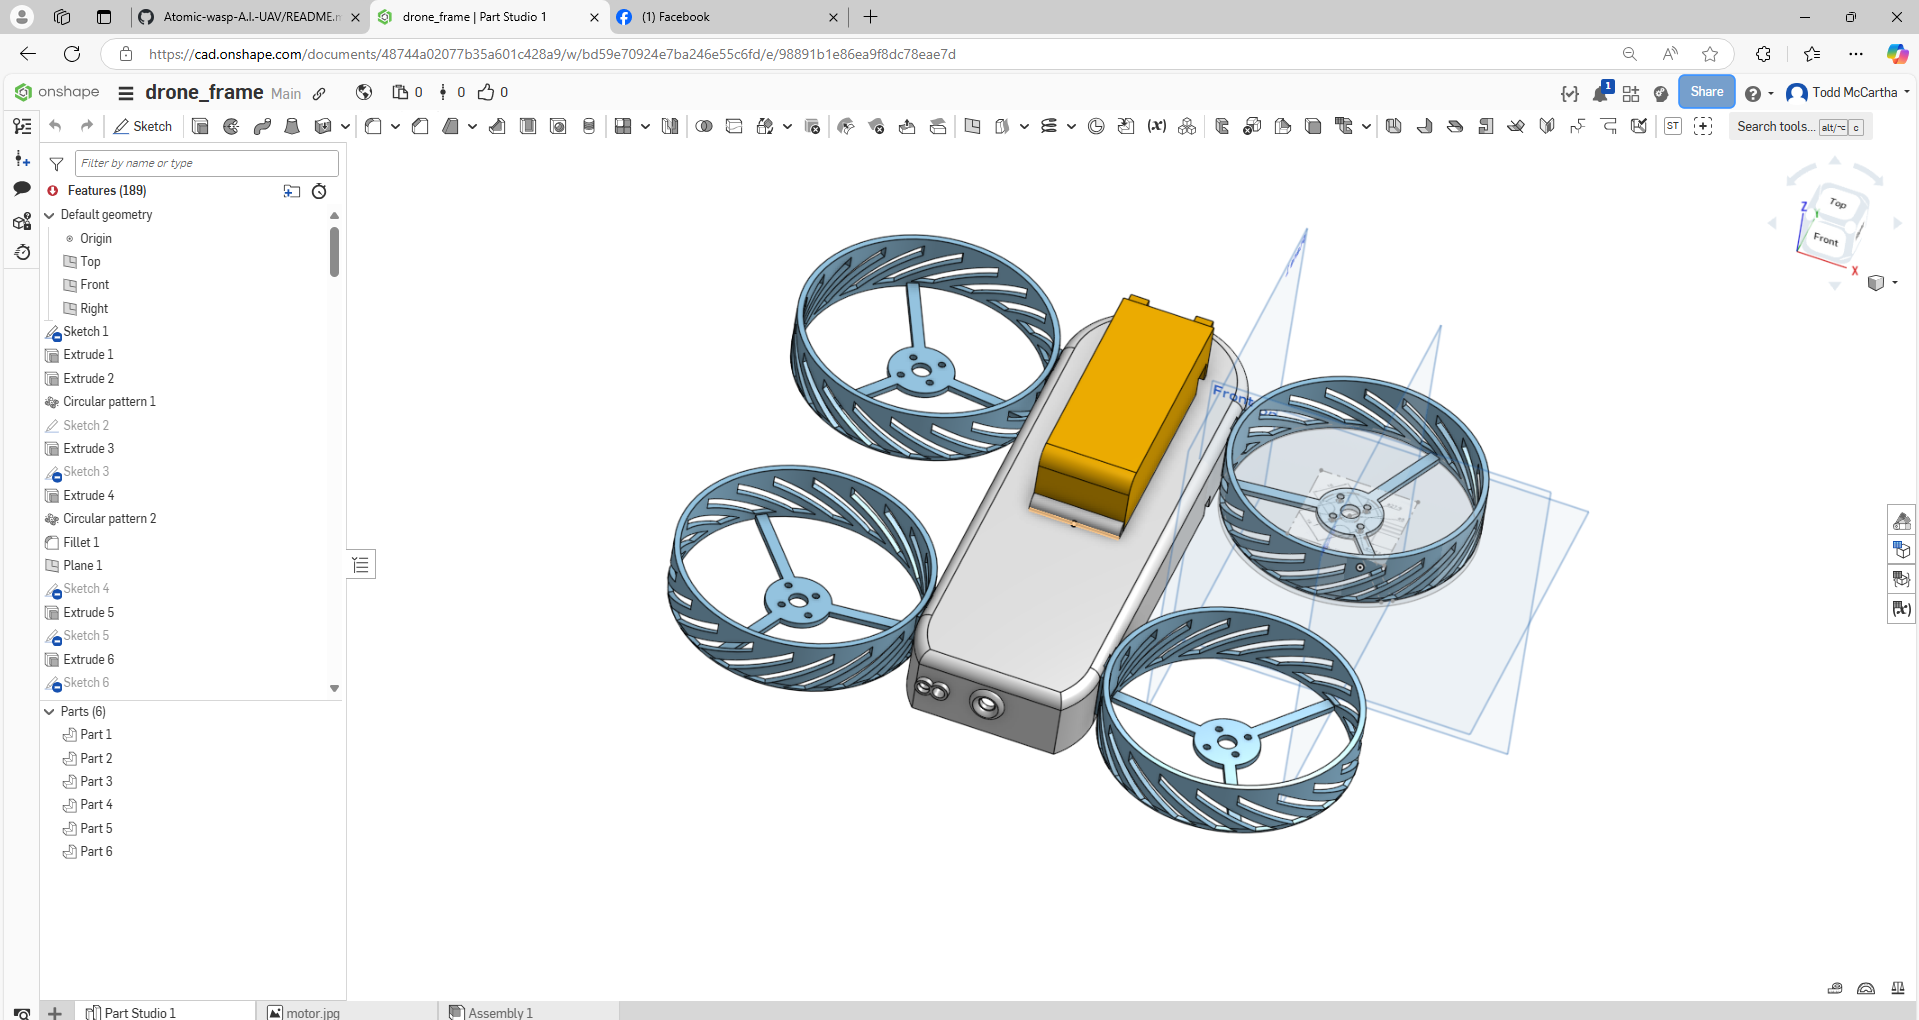 Atomic-wasp-A.I.-UAV/README.m
drone_frame | Part Studio 1
(1) Facebook
https://cad.onshape.com/documents/48744a02077b35a601c428a9/w/bd59e70924e7ba246e55c6fd/e/98891b1e86ea9f8dc78eae7d
onshape
drone_frame
Main
0
0
0
1
Share
Todd McCartha
Sketch
(x)
ST
Search tools...
alt/⌥ c
Filter by name or type
Features (189)
Default geometry
Origin
Top
Front
Right
Sketch 1
Extrude 1
Extrude 2
Circular pattern 1
Sketch 2
Extrude 3
Sketch 3
Extrude 4
Circular pattern 2
Fillet 1
Plane 1
Sketch 4
Extrude 5
Sketch 5
Extrude 6
Sketch 6
Parts (6)
Part 1
Part 2
Part 3
Part 4
Part 5
Part 6
Front
Top
Front
Z
Y
X
(x)
Part Studio 1
motor.jpg
Assembly 1